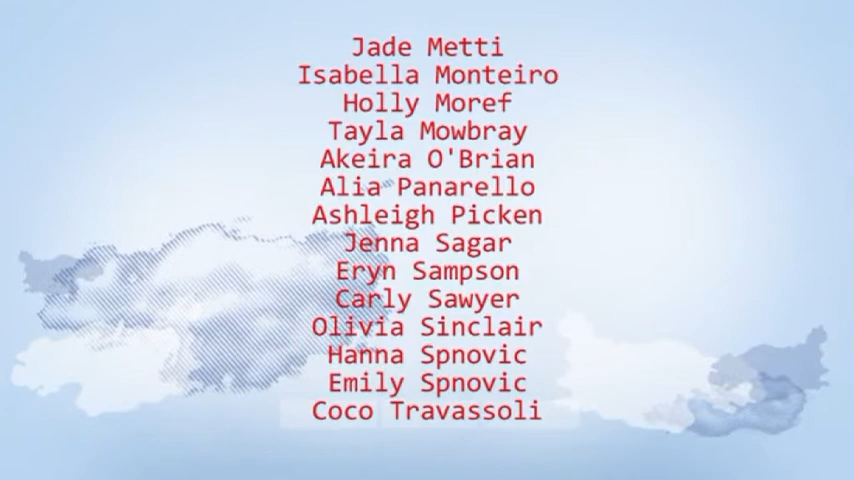 Jade Metti
Isabella Monteiro
Holly Moref
Tayla Mowbray
Akeira O'Brian
Alia Panarello
Ashleigh Picken
Jenna Sagar
Eryn Sampson
Carly Sawyer
Olivia Sinclair
Hanna Spnovic
Emily Spnovic
Coco Travassoli